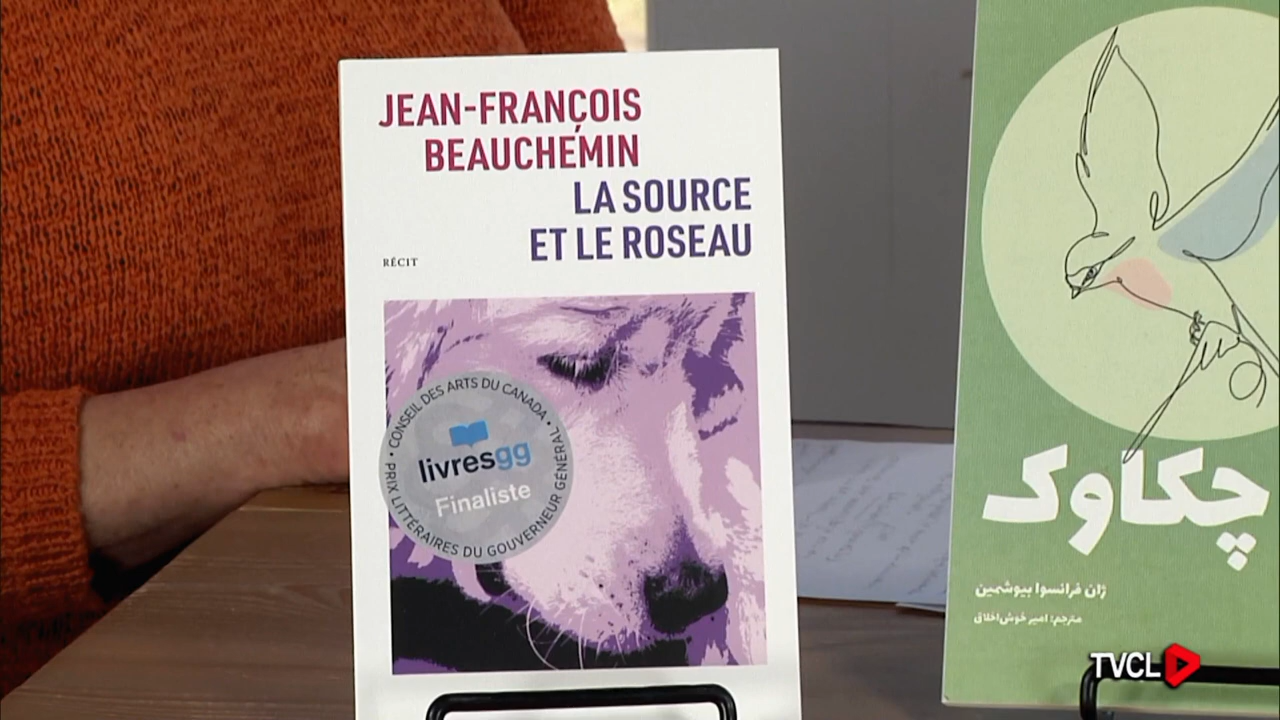 JEAN-FRANÇOIS
BEAUCHEMIN
LA SOURCE
ET LE ROSEAU
RÉCIT
• CONSEIL DES ARTS DU CANADA •
PRIX LITTÉRAIRES DU GOUVERNEUR GÉNÉRAL
livresgg
Finaliste
چکاوک
ژان فرانسوا بیوشمین
مترجم: امیر خوش‌اخلاق
TVCL